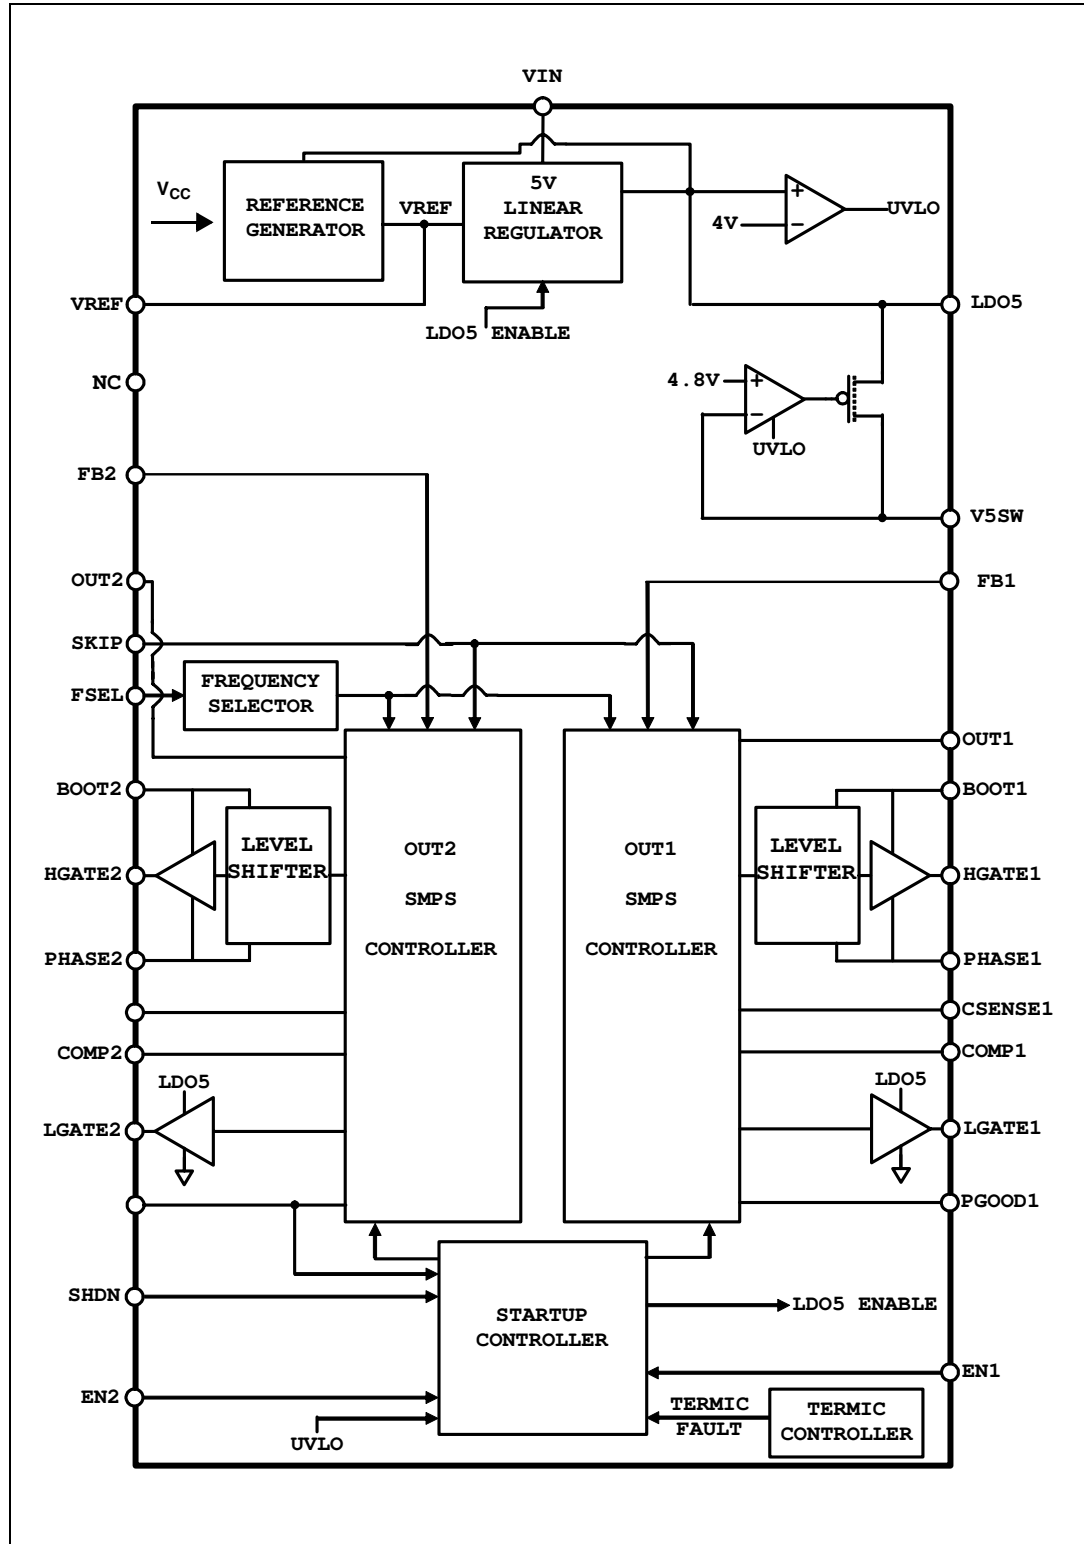 VIN
VCC
REFERENCE
GENERATOR
VREF
5V
LINEAR
REGULATOR
+
4V
−
UVLO
VREF
LDO5 ENABLE
LDO5
NC
4.8V
+
−
UVLO
FB2
V5SW
OUT2
FB1
SKIP
FSEL
FREQUENCY
SELECTOR
OUT1
BOOT2
BOOT1
LEVEL
SHIFTER
OUT2
SMPS
CONTROLLER
OUT1
SMPS
CONTROLLER
LEVEL
SHIFTER
HGATE2
HGATE1
PHASE2
PHASE1
CSENSE1
COMP2
COMP1
LDO5
LDO5
LGATE2
LGATE1
PGOOD1
SHDN
STARTUP
CONTROLLER
LDO5 ENABLE
EN1
EN2
TERMIC
FAULT
TERMIC
CONTROLLER
UVLO